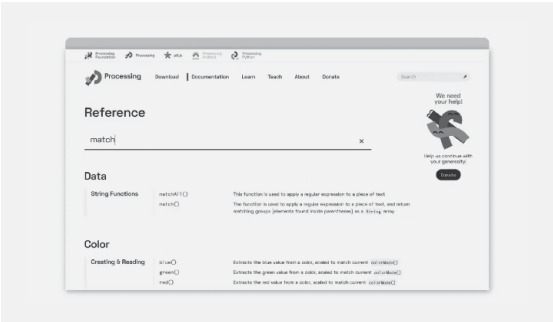 Processing Foundation
Processing
p5.js
Processing Android
Processing Python
Processing
Download
Documentation
Learn
Teach
About
Donate
Search
We need
your help!
Reference
match
Help us continue with
your generosity!
Donate
Data
String Functions
matchAll()
This function is used to apply a regular expression to a piece of text
match()
The function is used to apply a regular expression to a piece of text, and return
matching groups (elements found inside parentheses) as a String array
Color
Creating & Reading
blue()
Extracts the blue value from a color, scaled to match current colorMode()
green()
Extracts the green value from a color, scaled to match current colorMode()
red()
Extracts the red value from a color, scaled to match current colorMode()